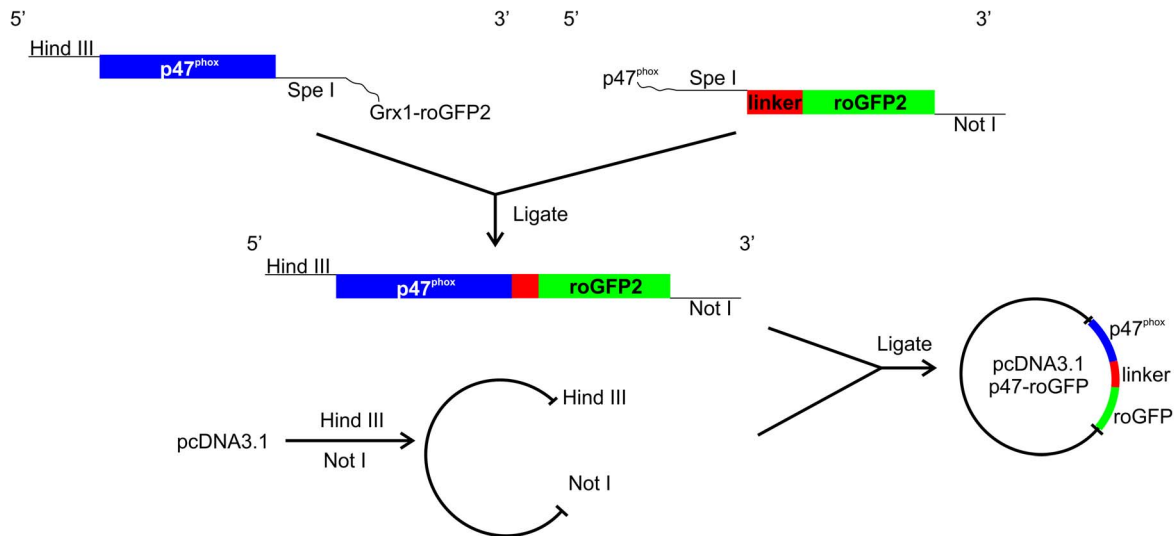 5’ 3’ 5’ 3’
Hind III
p47phox
Spe I
Grx1-roGFP2
p47phox Spe I
linker roGFP2
Not I
Ligate
5’ 3’
Hind III
p47phox roGFP2
Not I
pcDNA3.1
Hind III
Not I
Hind III
Not I
Ligate
pcDNA3.1
p47-roGFP
p47phox
linker
roGFP